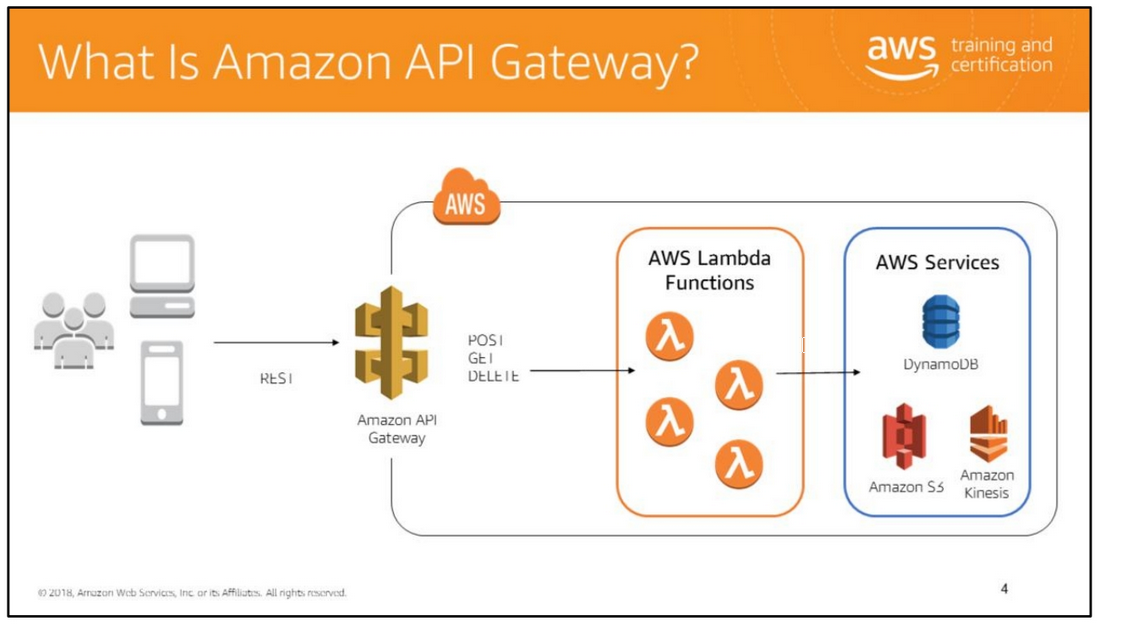 What Is Amazon API Gateway?
aws training and
certification
AWS
AWS Lambda
Functions
AWS Services
DynamoDB
POST
GET
DELETE
REST
Amazon API
Gateway
Amazon S3
Amazon
Kinesis
© 2018, Amazon Web Services, Inc. or its Affiliates. All rights reserved.
4